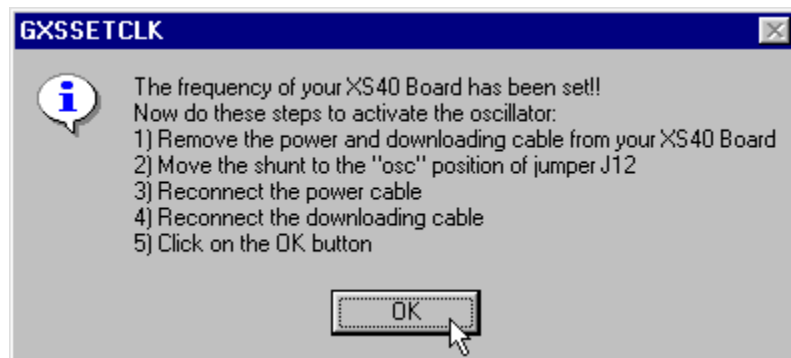 GXSSETCLK
The frequency of your XS40 Board has been set!!
Now do these steps to activate the oscillator:
1) Remove the power and downloading cable from your XS40 Board
2) Move the shunt to the "osc" position of jumper J12
3) Reconnect the power cable
4) Reconnect the downloading cable
5) Click on the OK button
OK